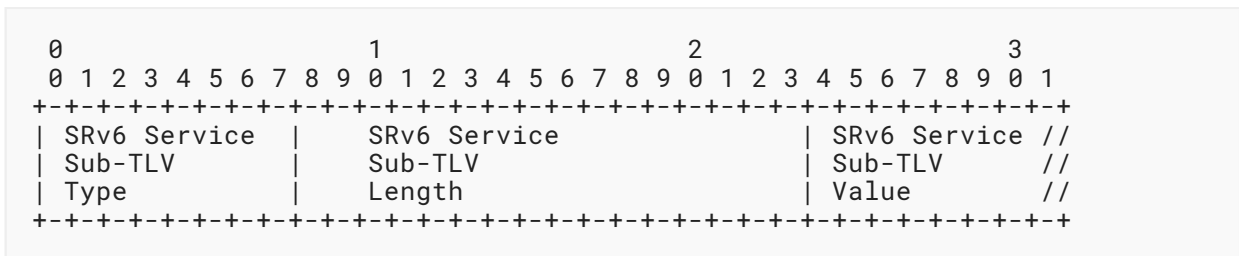 0                   1                   2                   3
 0 1 2 3 4 5 6 7 8 9 0 1 2 3 4 5 6 7 8 9 0 1 2 3 4 5 6 7 8 9 0 1
+-+-+-+-+-+-+-+-+-+-+-+-+-+-+-+-+-+-+-+-+-+-+-+-+-+-+-+-+-+-+-+-+
| SRv6 Service  |    SRv6 Service               | SRv6 Service //
| Sub-TLV       |    Sub-TLV                    | Sub-TLV      //
| Type          |    Length                     | Value        //
+-+-+-+-+-+-+-+-+-+-+-+-+-+-+-+-+-+-+-+-+-+-+-+-+-+-+-+-+-+-+-+-+